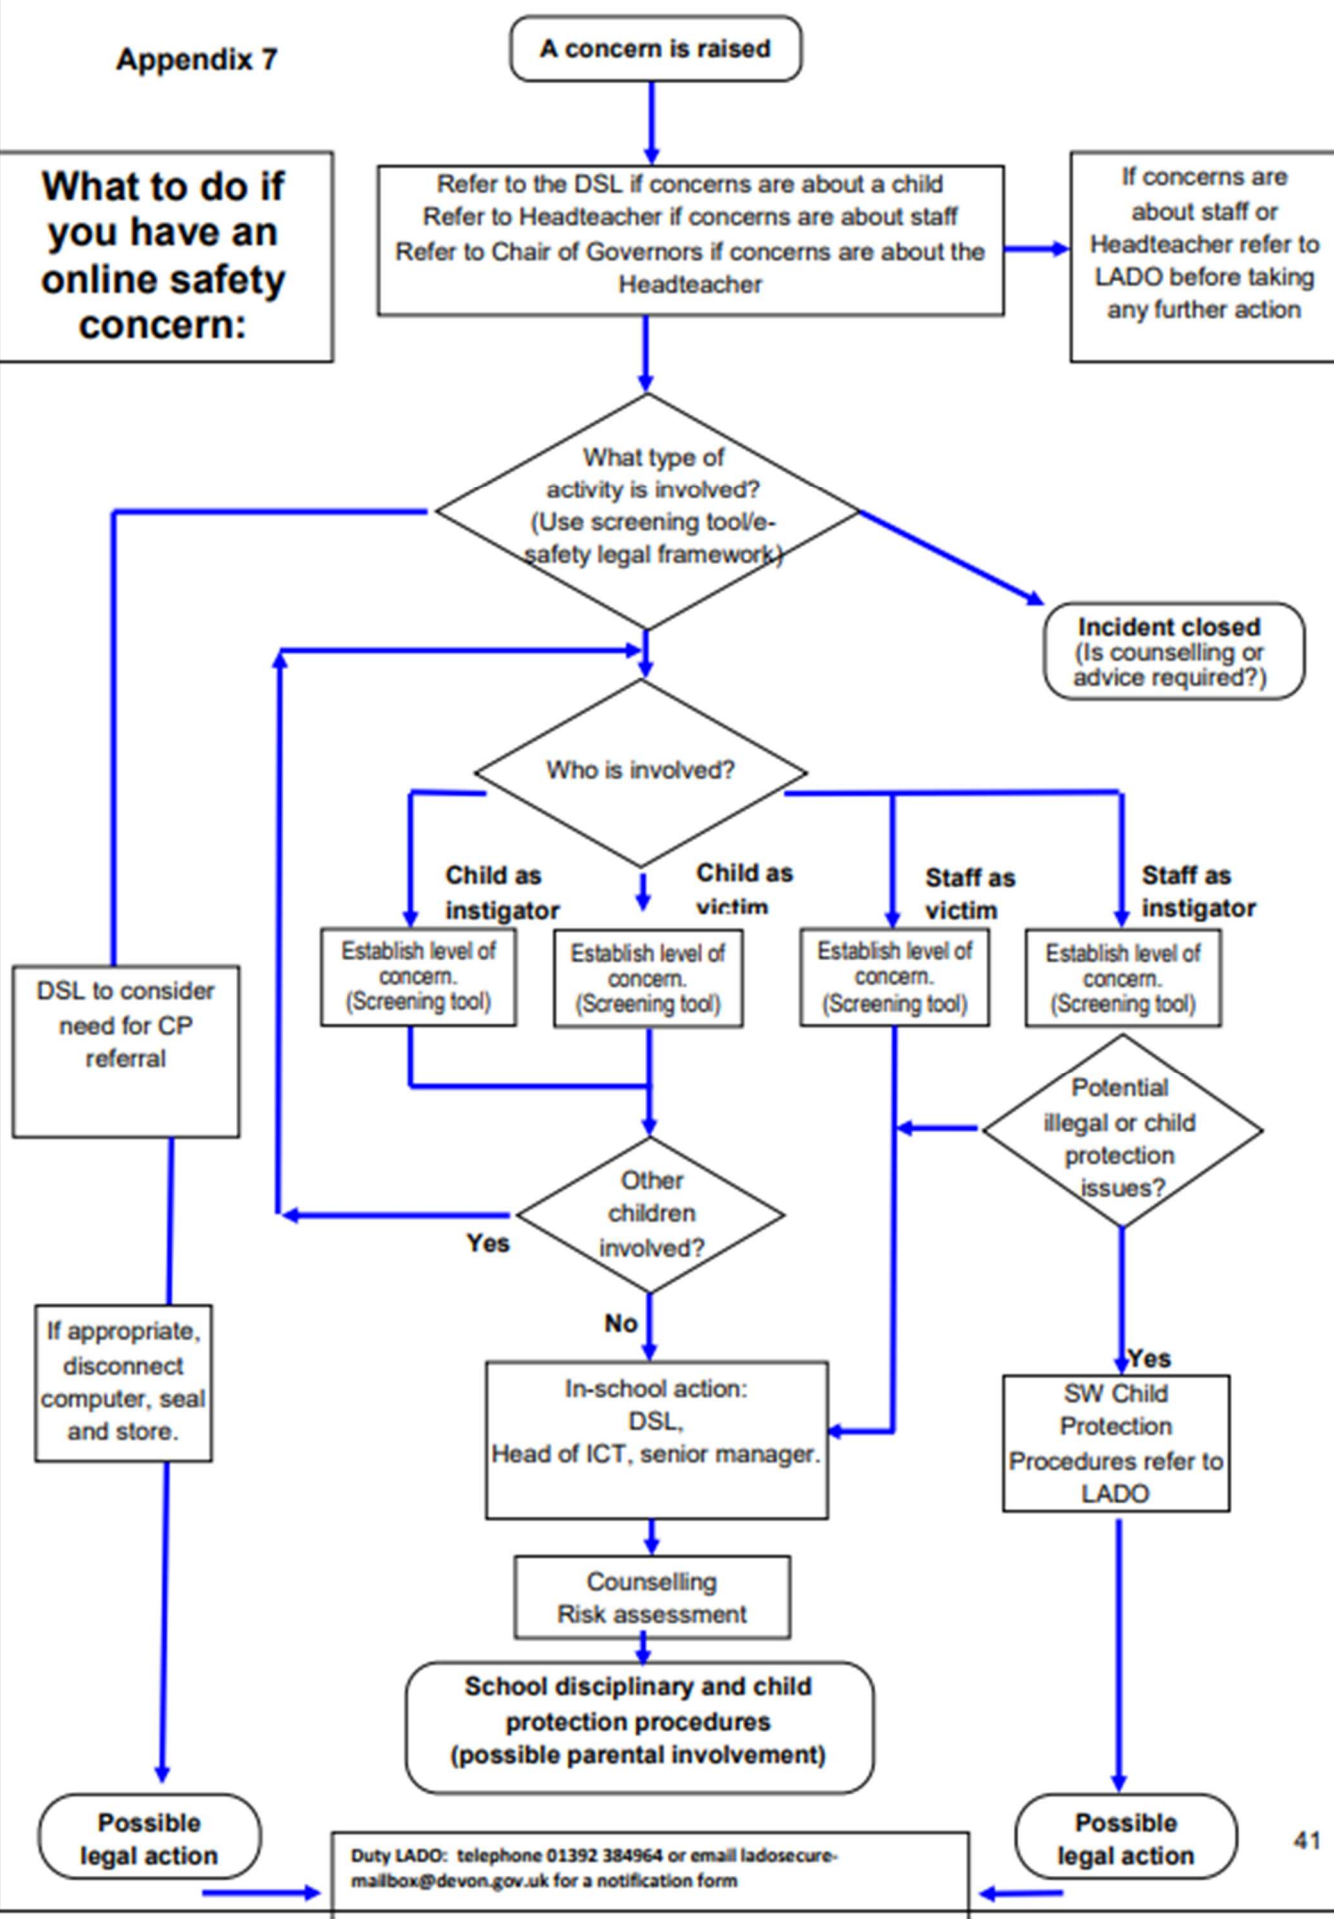 Appendix 7
A concern is raised
What to do if
you have an
online safety
concern:
Refer to the DSL if concerns are about a child
Refer to Headteacher if concerns are about staff
Refer to Chair of Governors if concerns are about the
Headteacher
If concerns are
about staff or
Headteacher refer to
LADO before taking
any further action
What type of
activity is involved?
(Use screening tool/e-
safety legal framework)
Incident closed
(Is counselling or
advice required?)
Who is involved?
Child as
instigator
Child as
victim
Staff as
victim
Staff as
instigator
Establish level of
concern.
(Screening tool)
Establish level of
concern.
(Screening tool)
Establish level of
concern.
(Screening tool)
Establish level of
concern.
(Screening tool)
DSL to consider
need for CP
referral
Potential
illegal or child
protection
issues?
Other
children
involved?
Yes
No
If appropriate,
disconnect
computer, seal
and store.
In-school action:
DSL,
Head of ICT, senior manager.
Yes
SW Child
Protection
Procedures refer to
LADO
Counselling
Risk assessment
School disciplinary and child
protection procedures
(possible parental involvement)
Possible
legal action
Possible
legal action
41
Duty LADO: telephone 01392 384964 or email ladosecure-
mailbox@devon.gov.uk for a notification form